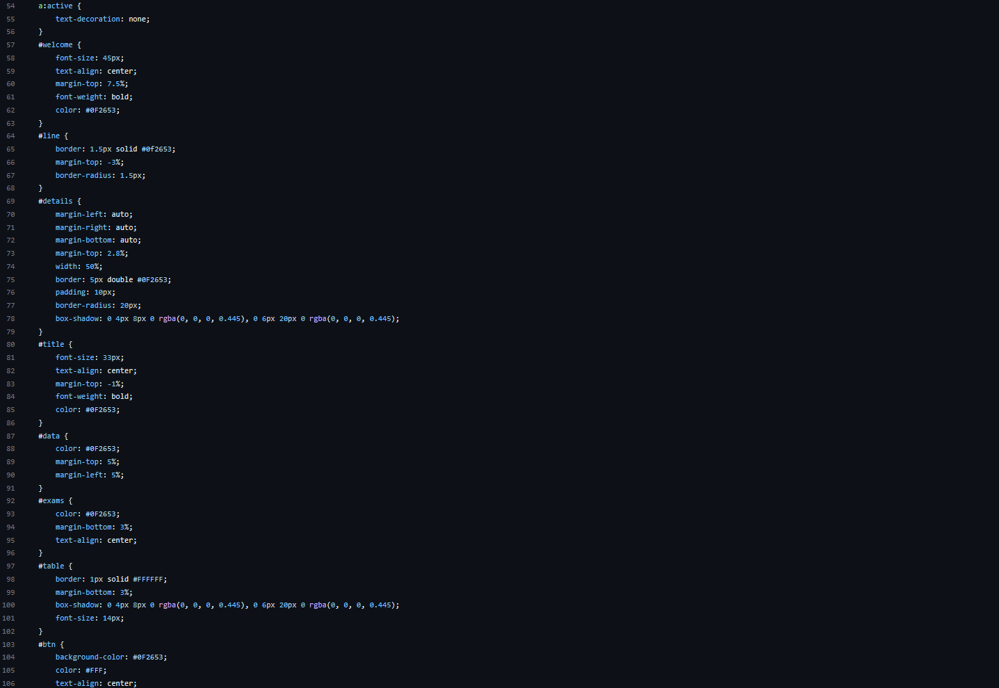 54 a:active {
55 text-decoration: none;
56 }
57 #welcome {
58 font-size: 45px;
59 text-align: center;
60 margin-top: 7.5%;
61 font-weight: bold;
62 color: #0F2653;
63 }
64 #line {
65 border: 1.5px solid #0f2653;
66 margin-top: -3%;
67 border-radius: 1.5px;
68 }
69 #details {
70 margin-left: auto;
71 margin-right: auto;
72 margin-bottom: auto;
73 margin-top: 2.8%;
74 width: 50%;
75 border: 5px double #0F2653;
76 padding: 10px;
77 border-radius: 20px;
78 box-shadow: 0 4px 8px 0 rgba(0, 0, 0, 0.445), 0 6px 20px 0 rgba(0, 0, 0, 0.445);
79 }
80 #title {
81 font-size: 33px;
82 text-align: center;
83 margin-top: -1%;
84 font-weight: bold;
85 color: #0F2653;
86 }
87 #data {
88 color: #0F2653;
89 margin-top: 5%;
90 margin-left: 5%;
91 }
92 #exams {
93 color: #0F2653;
94 margin-bottom: 3%;
95 text-align: center;
96 }
97 #table {
98 border: 1px solid #FFFFFF;
99 margin-bottom: 3%;
100 box-shadow: 0 4px 8px 0 rgba(0, 0, 0, 0.445), 0 6px 20px 0 rgba(0, 0, 0, 0.445);
101 font-size: 14px;
102 }
103 #btn {
104 background-color: #0F2653;
105 color: #FFF;
106 text-align: center;